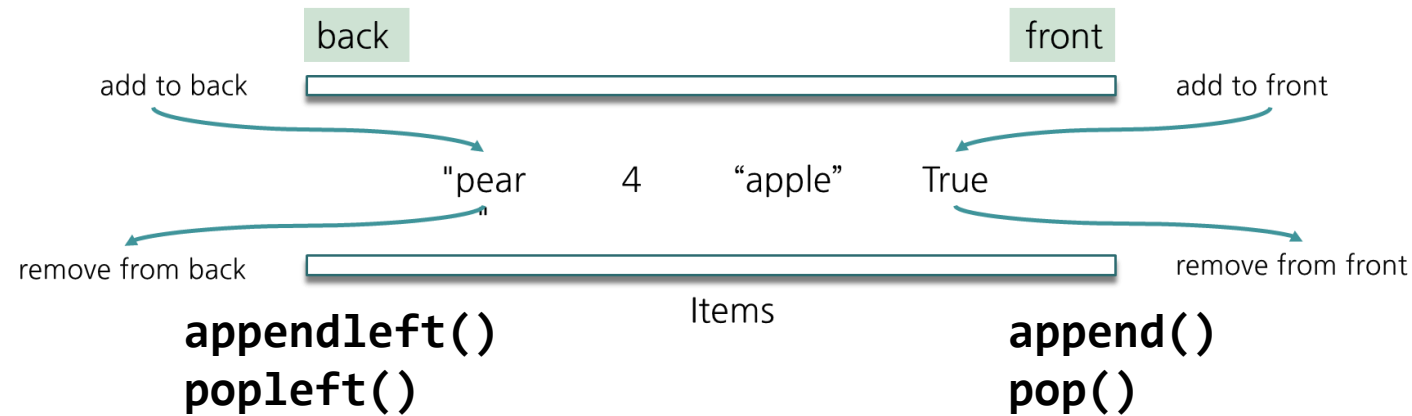 back
front
add to back
add to front
"pear
"
4
“apple”
True
remove from back
remove from front
Items
appendleft()
popleft()
append()
pop()